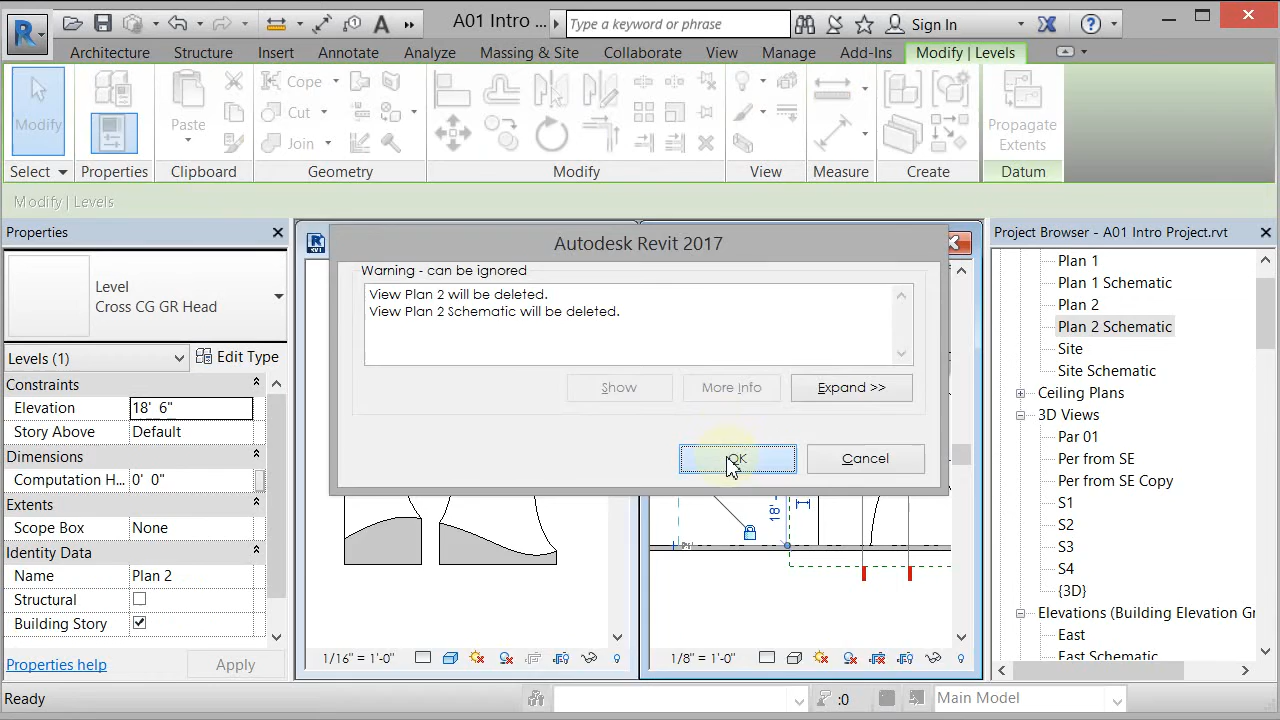 A01 Intro ...
Type a keyword or phrase
Sign In
Architecture
Structure
Insert
Annotate
Analyze
Massing & Site
Collaborate
View
Manage
Add-Ins
Modify | Levels
Modify
Paste
Cope
Cut
Join
Propagate
Extents
Select
Properties
Clipboard
Geometry
Modify
View
Measure
Create
Datum
Modify | Levels
Properties
Level
Cross CG GR Head
Levels (1)
Edit Type
Constraints
Elevation
18' 6"
Story Above
Default
Dimensions
Computation H...
0' 0"
Extents
Scope Box
None
Identity Data
Name
Plan 2
Structural
Building Story
Properties help
Apply
Autodesk Revit 2017
Warning - can be ignored
View Plan 2 will be deleted.
View Plan 2 Schematic will be deleted.
Show
More Info
Expand >>
OK
Cancel
18' -
1/16" = 1'-0"
1/8" = 1'-0"
Project Browser - A01 Intro Project.rvt
Plan 1
Plan 1 Schematic
Plan 2
Plan 2 Schematic
Site
Site Schematic
Ceiling Plans
3D Views
Par 01
Per from SE
Per from SE Copy
S1
S2
S3
S4
{3D}
Elevations (Building Elevation Gr
East
East Schematic
Ready
:0
Main Model